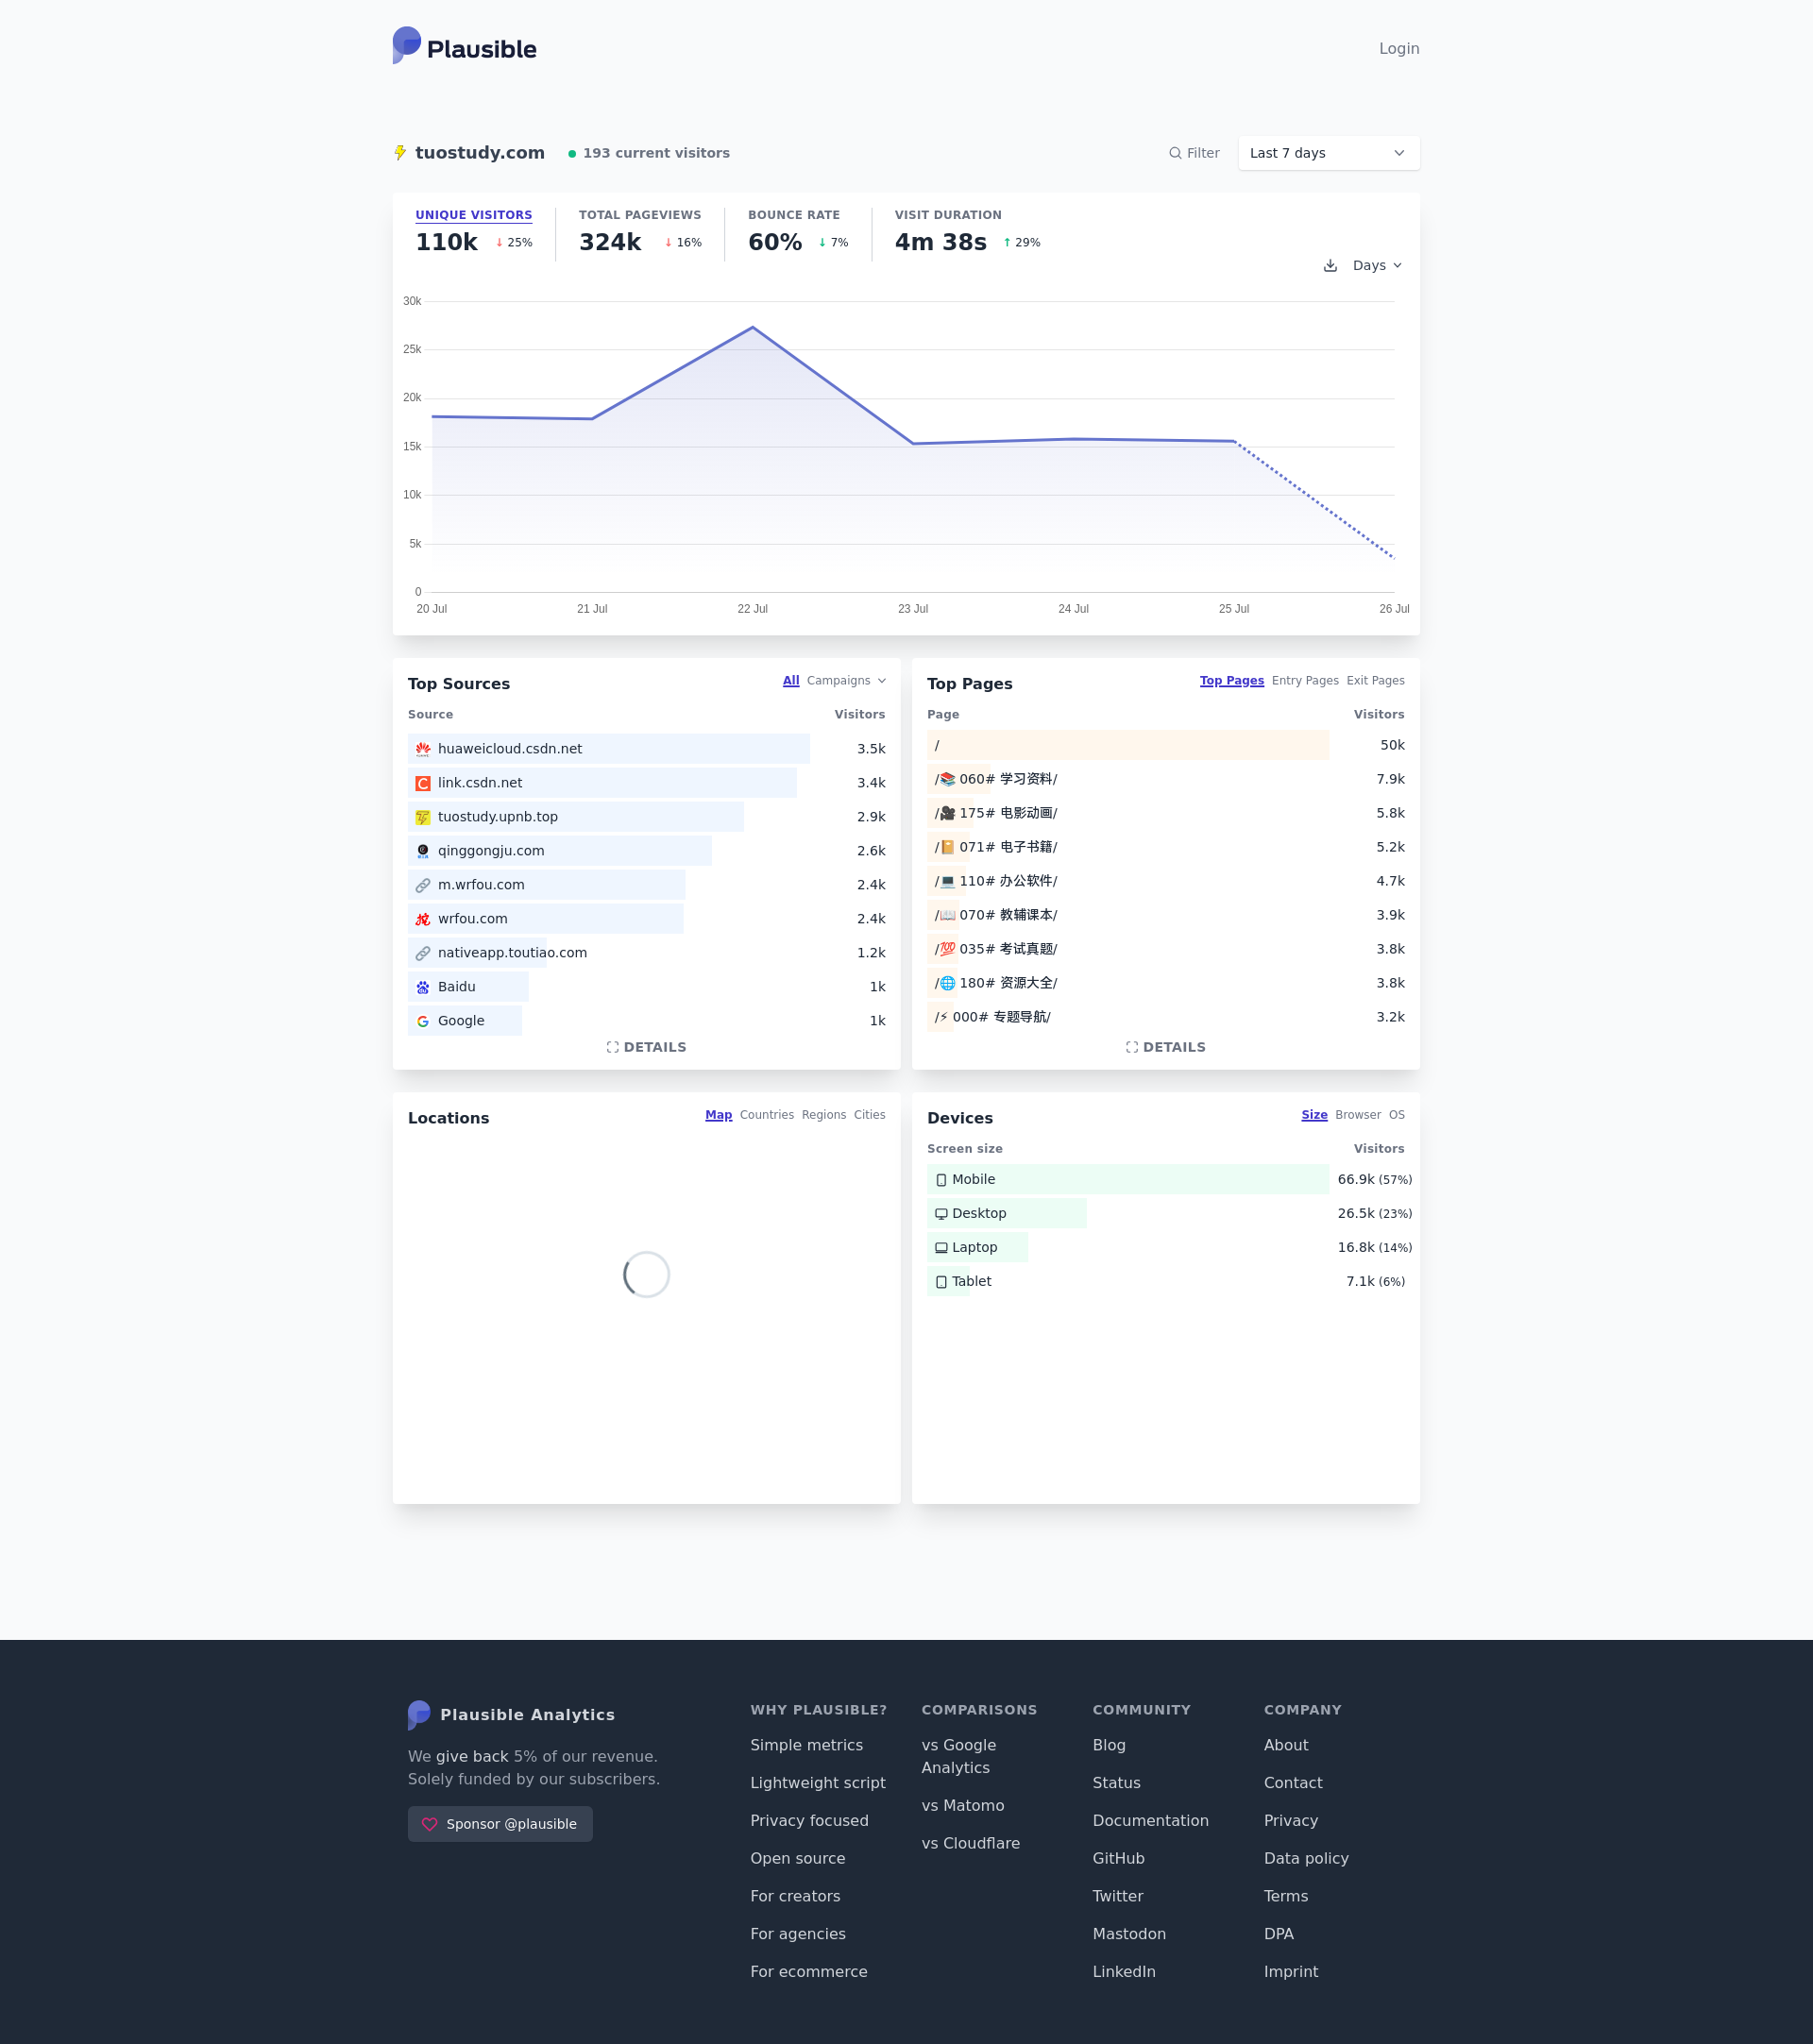 Plausible
Login
tuostudy.com
193 current visitors
Filter
Last 7 days
UNIQUE VISITORS
110k ↓ 25%
TOTAL PAGEVIEWS
324k ↓ 16%
BOUNCE RATE
60% ↓ 7%
VISIT DURATION
4m 38s ↑ 29%
Days
30k
25k
20k
15k
10k
5k
0
20 Jul 21 Jul 22 Jul 23 Jul 24 Jul 25 Jul 26 Jul
Top Sources
All Campaigns
Source Visitors
huaweicloud.csdn.net 3.5k
link.csdn.net 3.4k
tuostudy.upnb.top 2.9k
qinggongju.com 2.6k
m.wrfou.com 2.4k
wrfou.com 2.4k
nativeapp.toutiao.com 1.2k
Baidu 1k
Google 1k
DETAILS
Top Pages
Top Pages Entry Pages Exit Pages
Page Visitors
/ 50k
/📚 060# 学习资料/ 7.9k
/🎥 175# 电影动画/ 5.8k
/📔 071# 电子书籍/ 5.2k
/💻 110# 办公软件/ 4.7k
/📖 070# 教辅课本/ 3.9k
/💯 035# 考试真题/ 3.8k
/🌐 180# 资源大全/ 3.8k
/⚡ 000# 专题导航/ 3.2k
DETAILS
Locations
Map Countries Regions Cities
Devices
Size Browser OS
Screen size Visitors
Mobile 66.9k (57%)
Desktop 26.5k (23%)
Laptop 16.8k (14%)
Tablet 7.1k (6%)
Plausible Analytics
We give back 5% of our revenue.
Solely funded by our subscribers.
Sponsor @plausible
WHY PLAUSIBLE?
Simple metrics
Lightweight script
Privacy focused
Open source
For creators
For agencies
For ecommerce
COMPARISONS
vs Google
Analytics
vs Matomo
vs Cloudflare
COMMUNITY
Blog
Status
Documentation
GitHub
Twitter
Mastodon
LinkedIn
COMPANY
About
Contact
Privacy
Data policy
Terms
DPA
Imprint